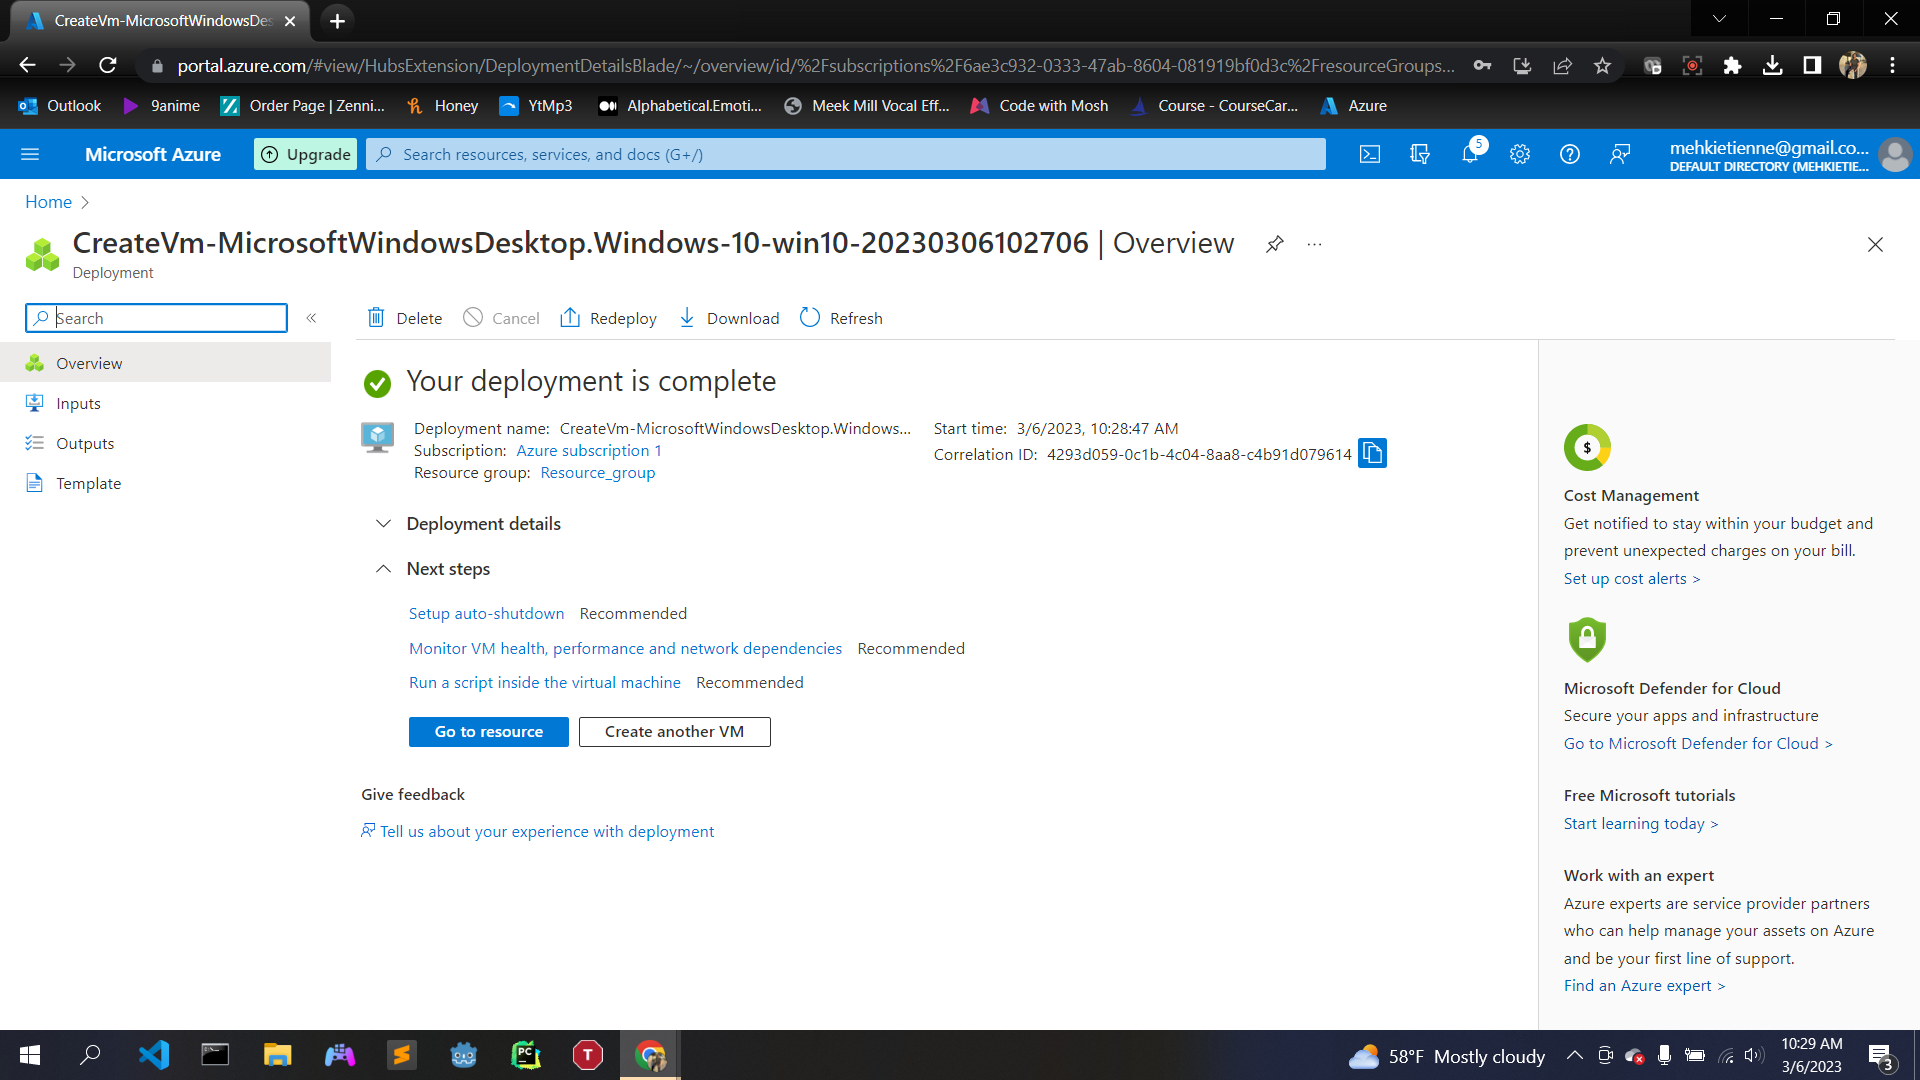 CreateVm-MicrosoftWindowsDes
portal.azure.com/#view/HubsExtension/DeploymentDetailsBlade/~/overview/id/%2Fsubscriptions%2F6ae3c932-0333-47ab-8604-081919bf0d3c%2FresourceGroups...
Outlook
9anime
Order Page | Zenni...
Honey
YtMp3
Alphabetical.Emoti...
Meek Mill Vocal Eff...
Code with Mosh
Course - CourseCar...
Azure
Microsoft Azure
Upgrade
Search resources, services, and docs (G+/)
5
mehkietienne@gmail.co...
DEFAULT DIRECTORY (MEHKIETIE...
Home
CreateVm-MicrosoftWindowsDesktop.Windows-10-win10-20230306102706 | Overview
Deployment
Search
Delete
Cancel
Redeploy
Download
Refresh
Overview
Inputs
Outputs
Template
Your deployment is complete
Deployment name: CreateVm-MicrosoftWindowsDesktop.Windows...
Subscription: Azure subscription 1
Resource group: Resource_group
Start time: 3/6/2023, 10:28:47 AM
Correlation ID: 4293d059-0c1b-4c04-8aa8-c4b91d079614
Deployment details
Next steps
Setup auto-shutdown Recommended
Monitor VM health, performance and network dependencies Recommended
Run a script inside the virtual machine Recommended
Go to resource
Create another VM
Give feedback
Tell us about your experience with deployment
$
Cost Management
Get notified to stay within your budget and
prevent unexpected charges on your bill.
Set up cost alerts >
Microsoft Defender for Cloud
Secure your apps and infrastructure
Go to Microsoft Defender for Cloud >
Free Microsoft tutorials
Start learning today >
Work with an expert
Azure experts are service provider partners
who can help manage your assets on Azure
and be your first line of support.
Find an Azure expert >
PC
T
58°F Mostly cloudy
10:29 AM
3/6/2023
3